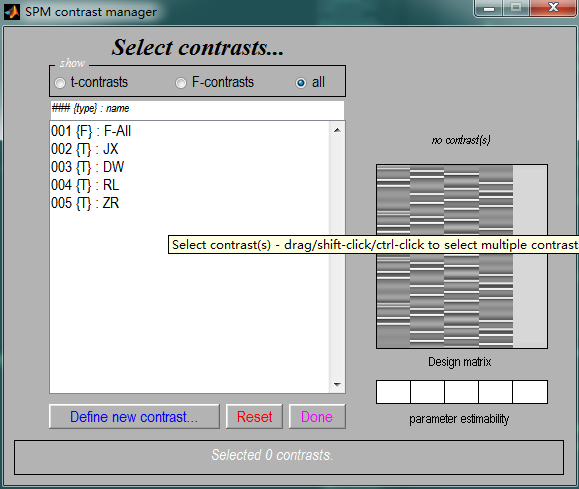 SPM contrast manager
Select contrasts...
show
t-contrasts
F-contrasts
all
### {type} : name
001 {F} : F-All
002 {T} : JX
003 {T} : DW
004 {T} : RL
005 {T} : ZR
no contrast(s)
Select contrast(s) - drag/shift-click/ctrl-click to select multiple contrast
Design matrix
parameter estimability
Define new contrast...
Reset
Done
Selected 0 contrasts.